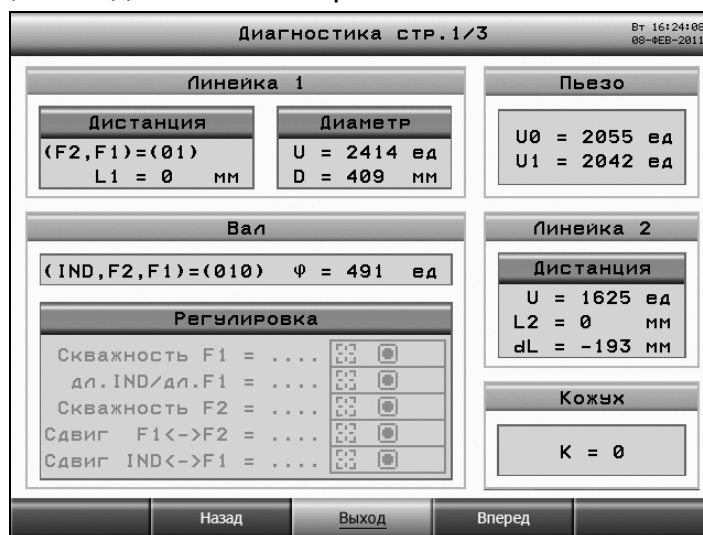 Диагностика стр.1/3
Вт 16:24:08
08-ФЕВ-2011
Линейка 1
Дистанция
(F2,F1)=(01)
L1 = 0 мм
Диаметр
U = 2414 ед
D = 409 мм
Пьезо
U0 = 2055 ед
U1 = 2042 ед
Вал
(IND,F2,F1)=(010) φ = 491 ед
Регулировка
Скважность F1 = ....
дл.IND/дл.F1 = ....
Скважность F2 = ....
Сдвиг F1<->F2 = ....
Сдвиг IND<->F1 = ....
Линейка 2
Дистанция
U = 1625 ед
L2 = 0 мм
dL = -193 мм
Кожух
K = 0
Назад Выход Вперед